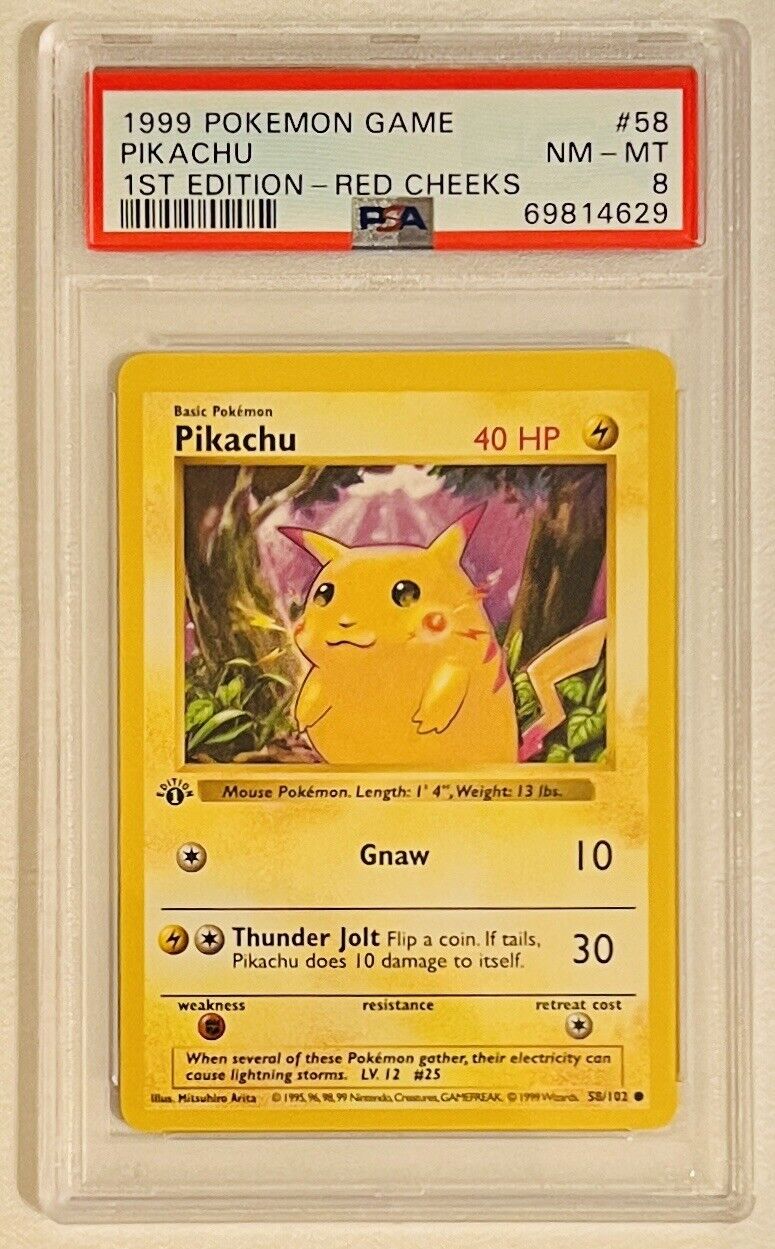 1999 POKEMON GAME #58
PIKACHU NM-MT
1ST EDITION-RED CHEEKS 8
PSA 69814629
Basic Pokémon
Pikachu 40 HP
EDITION 1
Mouse Pokémon. Length: 1' 4", Weight: 13 lbs.
Gnaw 10
Thunder Jolt Flip a coin. If tails, 30
Pikachu does 10 damage to itself.
weakness resistance retreat cost
When several of these Pokémon gather, their electricity can
cause lightning storms. LV. 12 #25
Illus. Mitsuhiro Arita © 1995, 96, 98, 99 Nintendo, Creatures, GAMEFREAK. © 1999 Wizards. 58/102